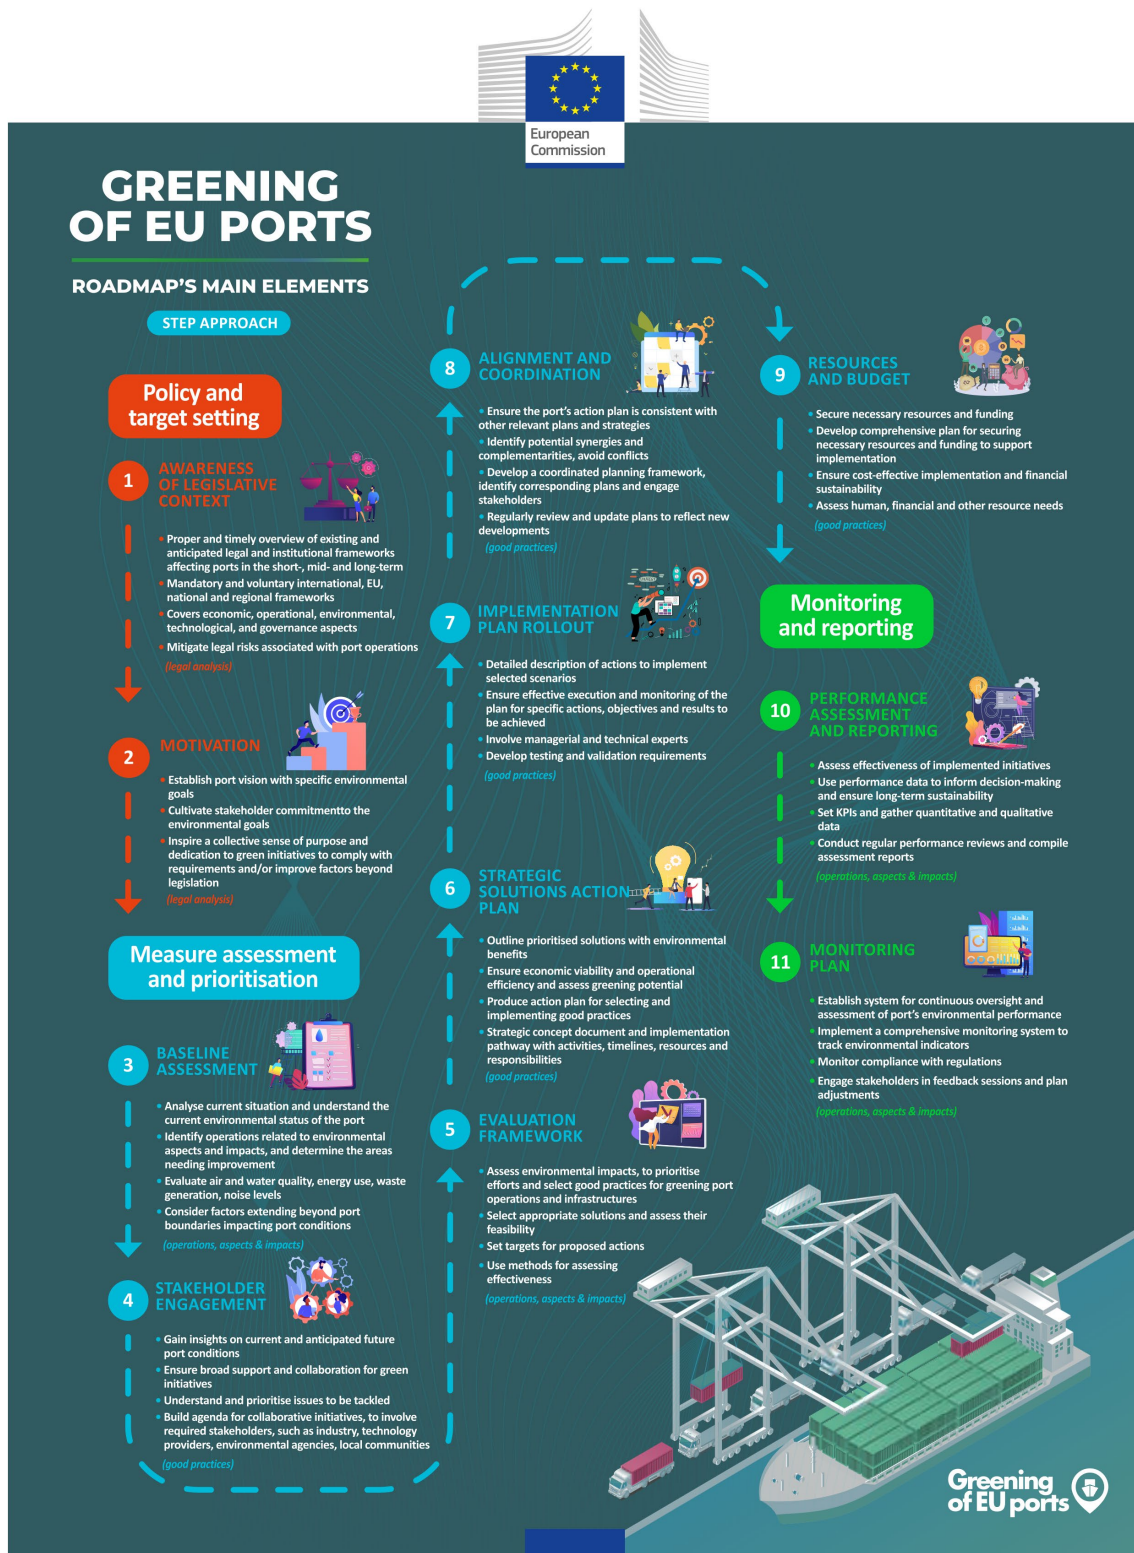 European
Commission
GREENING
OF EU PORTS
ROADMAP'S MAIN ELEMENTS
STEP APPROACH
Policy and
target setting
1
AWARENESS
OF LEGISLATIVE
CONTEXT
• Proper and timely overview of existing and
anticipated legal and institutional frameworks
affecting ports in the short-, mid- and long-term
• Mandatory and voluntary international, EU,
national and regional frameworks
• Covers economic, operational, environmental,
technological, and governance aspects
• Mitigate legal risks associated with port operations
(legal analysis)
2
MOTIVATION
• Establish port vision with specific environmental
goals
• Cultivate stakeholder commitmentto the
environmental goals
• Inspire a collective sense of purpose and
dedication to green initiatives to comply with
requirements and/or improve factors beyond
legislation
(legal analysis)
Measure assessment
and prioritisation
3
BASELINE
ASSESSMENT
• Analyse current situation and understand the
current environmental status of the port
• Identify operations related to environmental
aspects and impacts, and determine the areas
needing improvement
• Evaluate air and water quality, energy use, waste
generation, noise levels
• Consider factors extending beyond port
boundaries impacting port conditions
(operations, aspects & impacts)
4
STAKEHOLDER
ENGAGEMENT
• Gain insights on current and anticipated future
port conditions
• Ensure broad support and collaboration for green
initiatives
• Understand and prioritise issues to be tackled
• Build agenda for collaborative initiatives, to involve
required stakeholders, such as industry, technology
providers, environmental agencies, local communities
(good practices)
5
EVALUATION
FRAMEWORK
• Assess environmental impacts, to prioritise
efforts and select good practices for greening port
operations and infrastructures
• Select appropriate solutions and assess their
feasibility
• Set targets for proposed actions
• Use methods for assessing
effectiveness
(operations, aspects & impacts)
6
STRATEGIC
SOLUTIONS ACTION
PLAN
• Outline prioritised solutions with environmental
benefits
• Ensure economic viability and operational
efficiency and assess greening potential
• Produce action plan for selecting and
implementing good practices
• Strategic concept document and implementation
pathway with activities, timelines, resources and
responsibilities
(good practices)
7
IMPLEMENTATION
PLAN ROLLOUT
• Detailed description of actions to implement
selected scenarios
• Ensure effective execution and monitoring of the
plan for specific actions, objectives and results to
be achieved
• Involve managerial and technical experts
• Develop testing and validation requirements
(good practices)
8
ALIGNMENT AND
COORDINATION
• Ensure the port's action plan is consistent with
other relevant plans and strategies
• Identify potential synergies and
complementarities, avoid conflicts
• Develop a coordinated planning framework,
identify corresponding plans and engage
stakeholders
• Regularly review and update plans to reflect new
developments
(good practices)
9
RESOURCES
AND BUDGET
• Secure necessary resources and funding
• Develop comprehensive plan for securing
necessary resources and funding to support
implementation
• Ensure cost-effective implementation and financial
sustainability
• Assess human, financial and other resource needs
(good practices)
Monitoring
and reporting
10
PERFORMANCE
ASSESSMENT
AND REPORTING
• Assess effectiveness of implemented initiatives
• Use performance data to inform decision-making
and ensure long-term sustainability
• Set KPIs and gather quantitative and qualitative
data
• Conduct regular performance reviews and compile
assessment reports
(operations, aspects & impacts)
11
MONITORING
PLAN
• Establish system for continuous oversight and
assessment of port's environmental performance
• Implement a comprehensive monitoring system to
track environmental indicators
• Monitor compliance with regulations
• Engage stakeholders in feedback sessions and plan
adjustments
(operations, aspects & impacts)
Greening
of EU ports